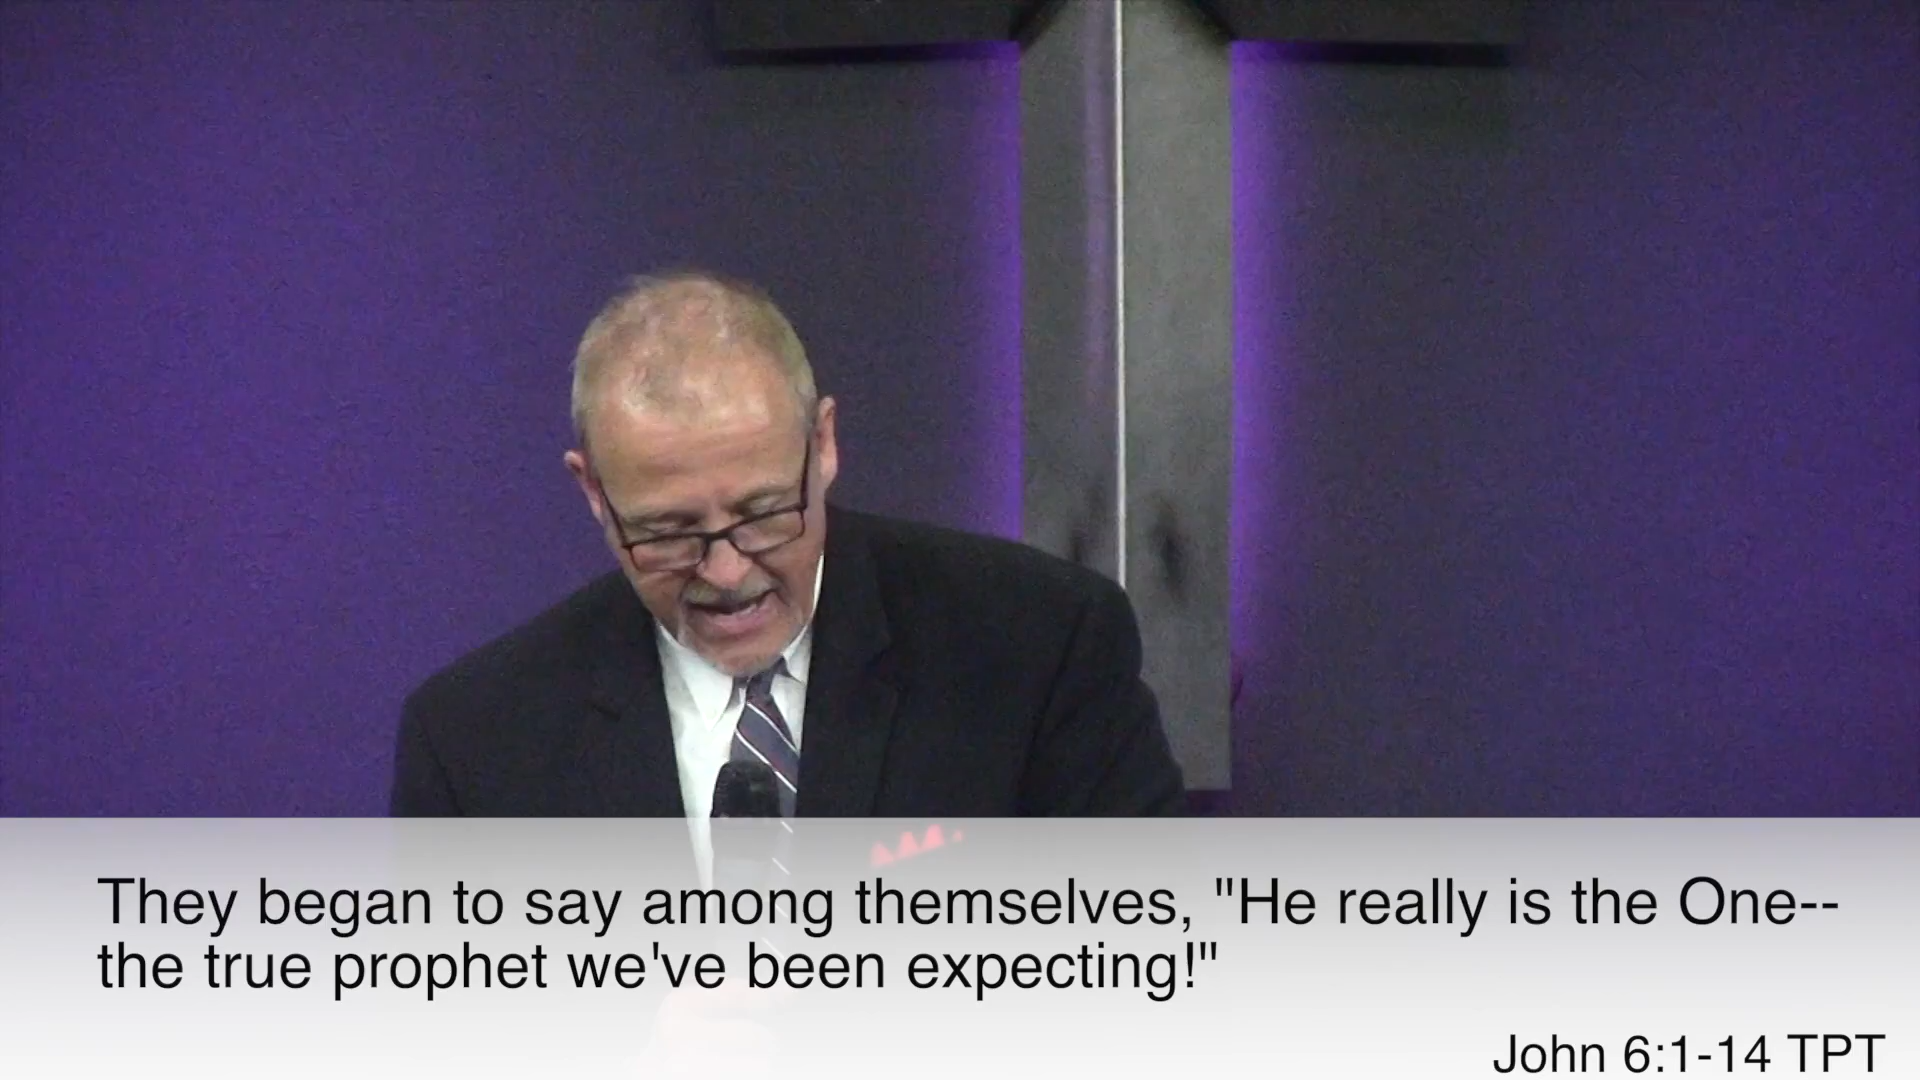 They began to say among themselves, "He really is the One--
the true prophet we've been expecting!"
John 6:1-14 TPT